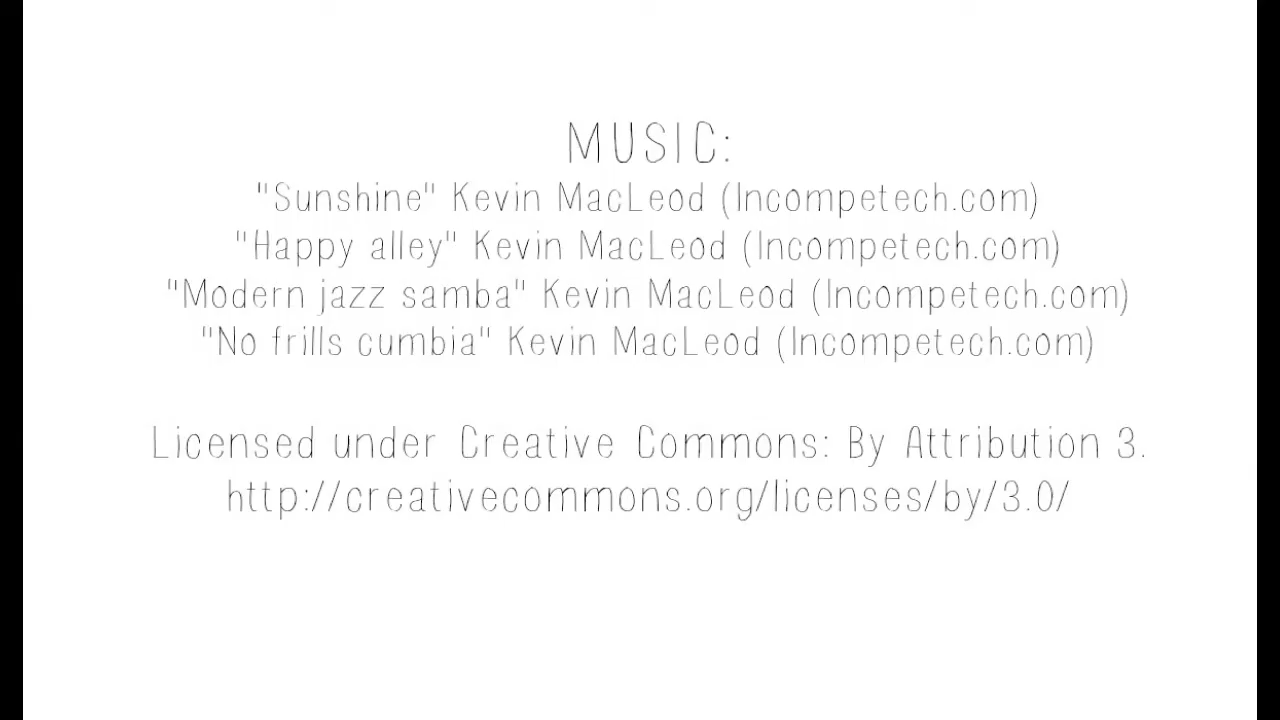 MUSIC:
"Sunshine" Kevin MacLeod (Incompetech.com)
"Happy alley" Kevin MacLeod (Incompetech.com)
"Modern jazz samba" Kevin MacLeod (Incompetech.com)
"No frills cumbia" Kevin MacLeod (Incompetech.com)
Licensed under Creative Commons: By Attribution 3.
http://creativecommons.org/licenses/by/3.0/